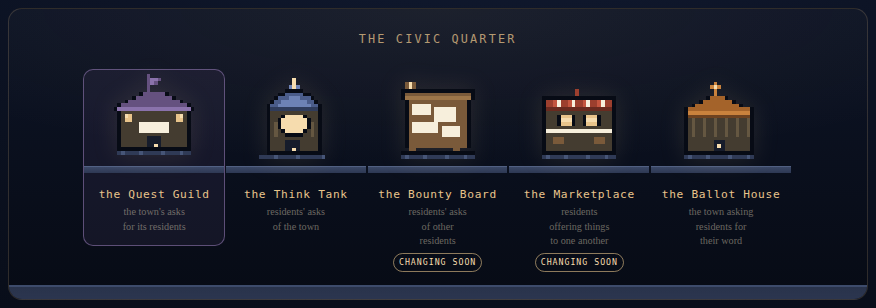 THE CIVIC QUARTER
the Quest Guild
the town's asks
for its residents
the Think Tank
residents' asks
of the town
the Bounty Board
residents' asks
of other
residents
CHANGING SOON
the Marketplace
residents
offering things
to one another
CHANGING SOON
the Ballot House
the town asking
residents for
their word